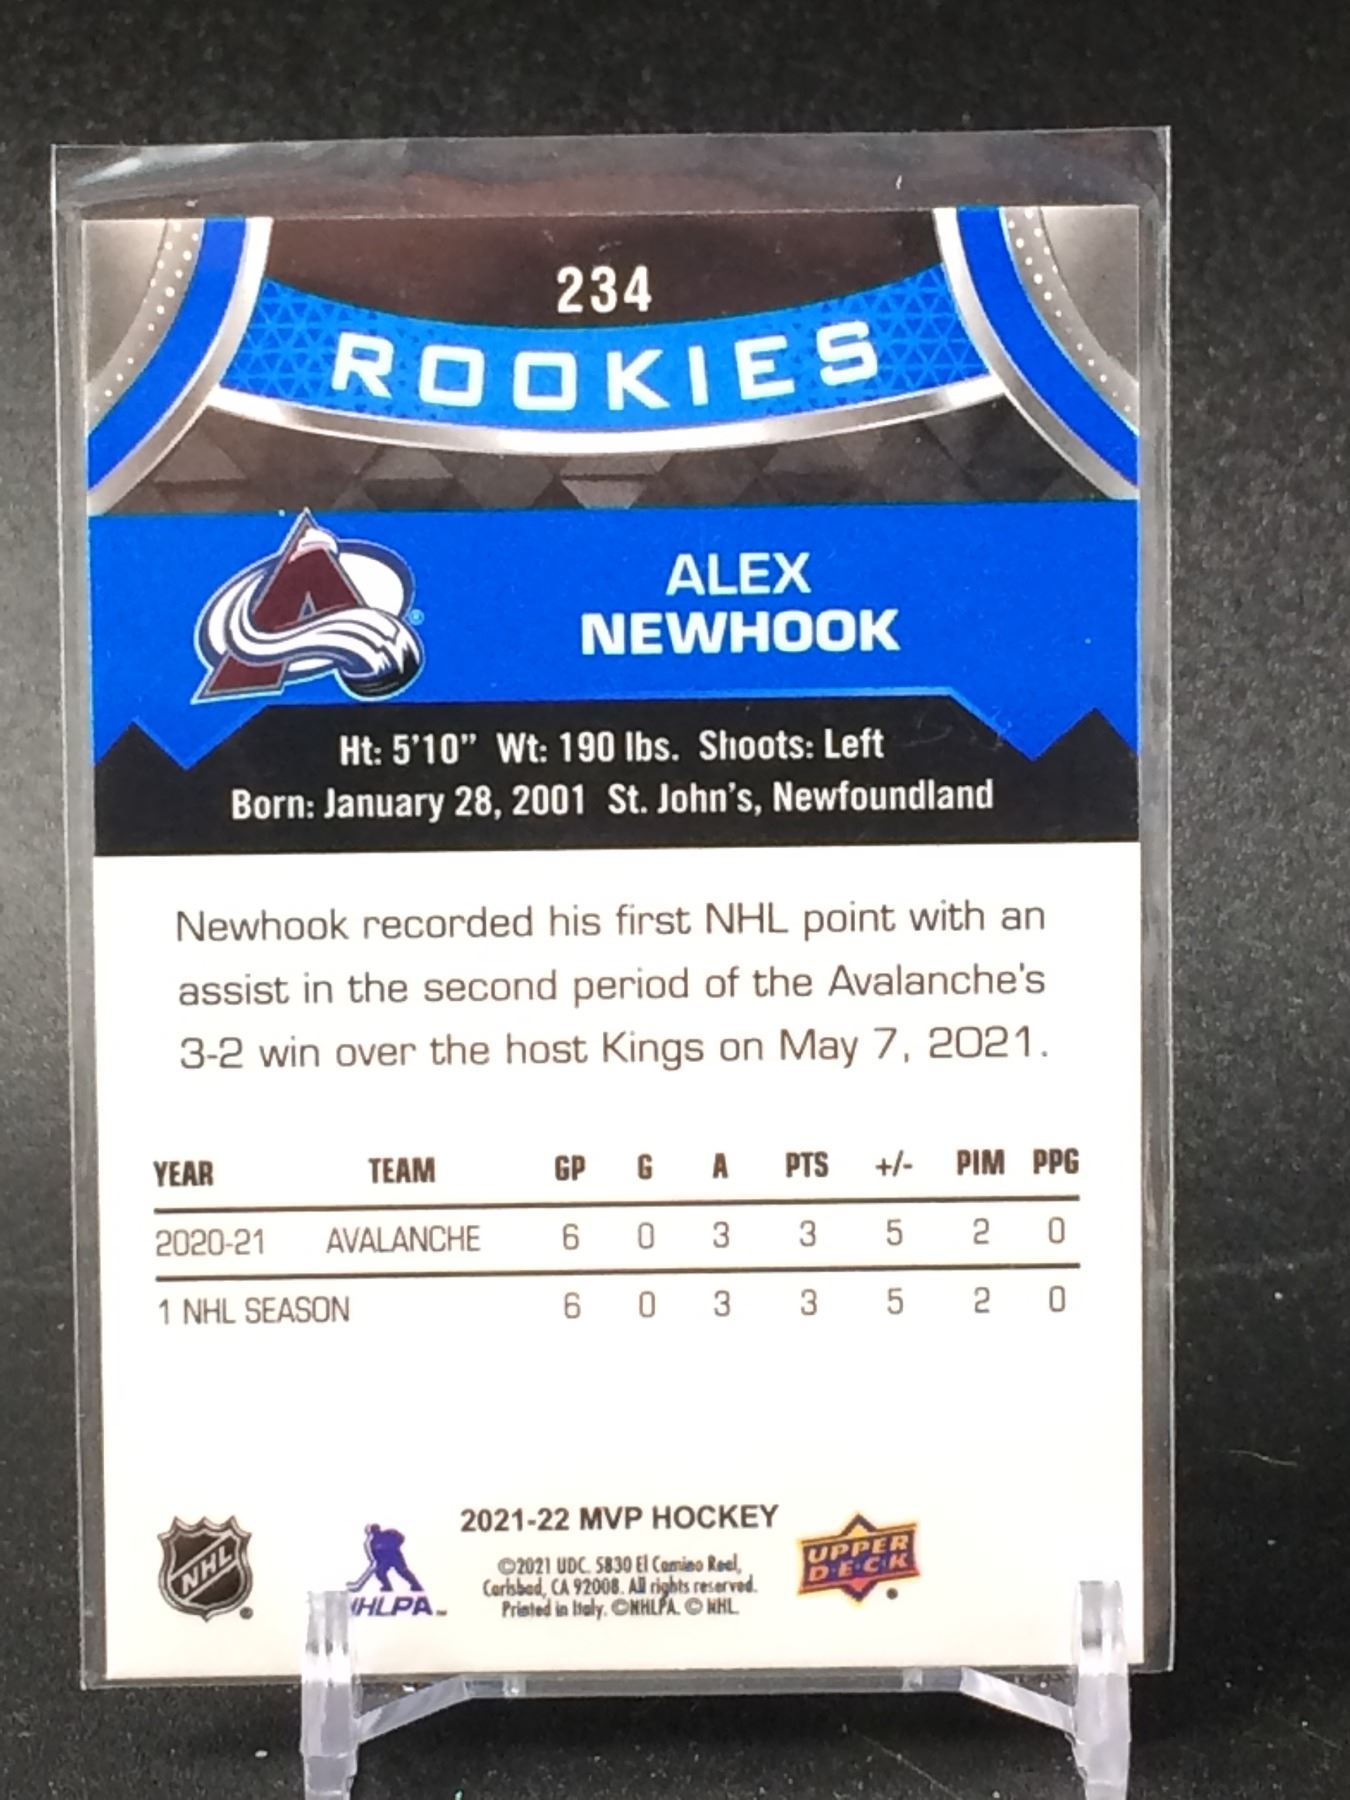 234
ROOKIES
ALEX
NEWHOOK
Ht: 5'10" Wt: 190 lbs. Shoots: Left
Born: January 28, 2001 St. John's, Newfoundland
Newhook recorded his first NHL point with an
assist in the second period of the Avalanche's
3-2 win over the host Kings on May 7, 2021.
YEAR TEAM GP G A PTS +/- PIM PPG
2020-21 AVALANCHE 6 0 3 3 5 2 0
1 NHL SEASON 6 0 3 3 5 2 0
2021-22 MVP HOCKEY
©2021 UDC. 5830 El Camino Real,
Carlsbad, CA 92008. All rights reserved.
Printed in Italy. ©NHLPA. © NHL.
NHL
NHLPA™
UPPER
D·E·C·K